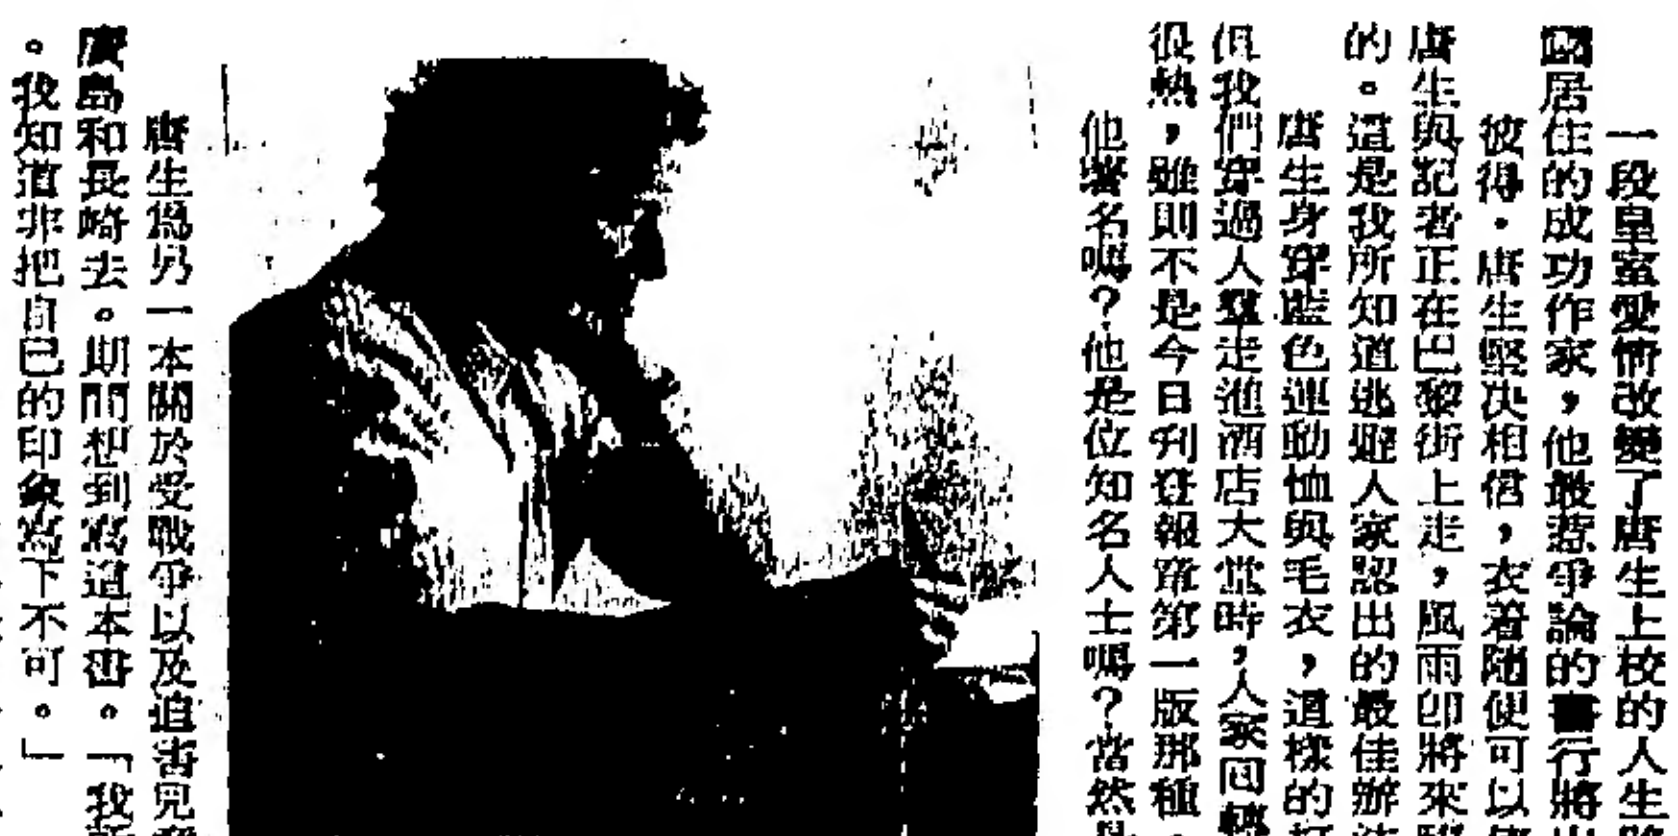 一段皇室愛情改變了唐生上校的人生
國居住的成功作家，他最惹爭論的書行將
彼得．唐生堅決相信，衣着隨便可以
唐生與記者正在巴黎街上走，風雨卽將來
的。這是我所知道逃避人家認出的最佳辦
唐生身穿藍色運動恤與毛衣，這樣的
但我們穿過人羣走進酒店大堂時，人家回轉
很熱，雖則不是今日刋登報章第一版那種
他著名嗎？他是位知名人士嗎？當然
唐生爲另一本關於受戰爭以及迫害兒
廣島和長崎去。期間想到寫這本書。「我
。我知道非把自已的印象寫下不可。」